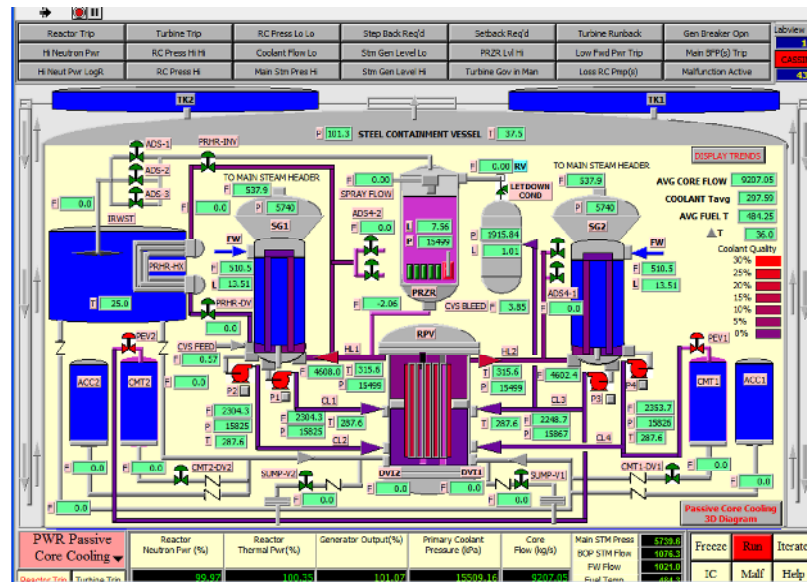 Reactor Trip Turbine Trip RC Press Lo Lo Step Back Req'd Setback Req'd Turbine Runback Gen Breaker Opn Labview
Hi Neutron Pwr RC Press Hi Hi Coolant Flow Lo Stm Gen Level Lo PRZR Lvl Hi Low Fwd Pwr Trip Main BFP(s) Trip
Hi Neut Pwr LogR RC Press Hi Main Stm Pres Hi Stm Gen Level Hi Turbine Gov in Man Loss RC Pmp(s) Malfunction Active
TK2 TK1
P 101.3 STEEL CONTAINMENT VESSEL T 37.5
ADS-1 PRHR-INV
DISPLAY TRENDS
ADS-2
ADS-3
TO MAIN STEAM HEADER
F 537.9
F 0.00 RV
TO MAIN STEAM HEADER
F 537.9
AVG CORE FLOW 9207.05
F 0.00
SPRAY FLOW
LETDOWN COND
COOLANT Tavg 297.59
F 0.0
F 0.0
P 5740
P 5740
AVG FUEL T 484.25
IRWST
SG1
ADS4-2
F 0.0
L 7.56
P 15499
P 1915.84
L 1.01
SG2
T 36.0
Coolant Quality
30%
25%
20%
15%
10%
5%
0%
FW
FW
PRHR-HX
F 510.5
L 13.51
F 510.5
L 13.51
T 25.0
PRZR
ADS4-1
PRHR-DV
F -2.06
CVS BLEED F 3.85
F 0.0
0.0
RPV
PEV2
CVS FEED
F 0.57
HL1
HL2
PEV1
ACC2 CMT2
F 0.0
F 4608.0
T 315.6
P 15499
T 315.6
P 15499
F 4602.4
CMT1 ACC1
P2 P1
P3 P4
CL1
CL3
F 2304.3
P 15825
T 287.6
F 2304.3
P 15825
T 287.6
T 287.6
F 2248.7
P 15867
F 2353.7
P 15826
T 287.6
CL2
CL4
CMT2-DV2
SUMP-V2
DVI2 DVI1
SUMP-V1
CMT1-DV1
F 0.0
F 0.0
F 0.0
F 0.0
F 0.0
F 0.0
F 0.0
F 0.0
F 0.0
Passive Core Cooling
3D Diagram
PWR Passive
Core Cooling
Reactor Neutron Pwr (%)
Reactor Thermal Pwr(%)
Generator Output(%)
Primary Coolant Pressure (kPa)
Core Flow (kg/s)
Main STM Press 5739.6
BOP STM Flow 1076.3
FW Flow 1021.0
Fuel Temp
Freeze Run Iterate
Reactor Trip Turbine Trip
99.97 100.35 101.07 15509.16 9207.05
IC Malf Help